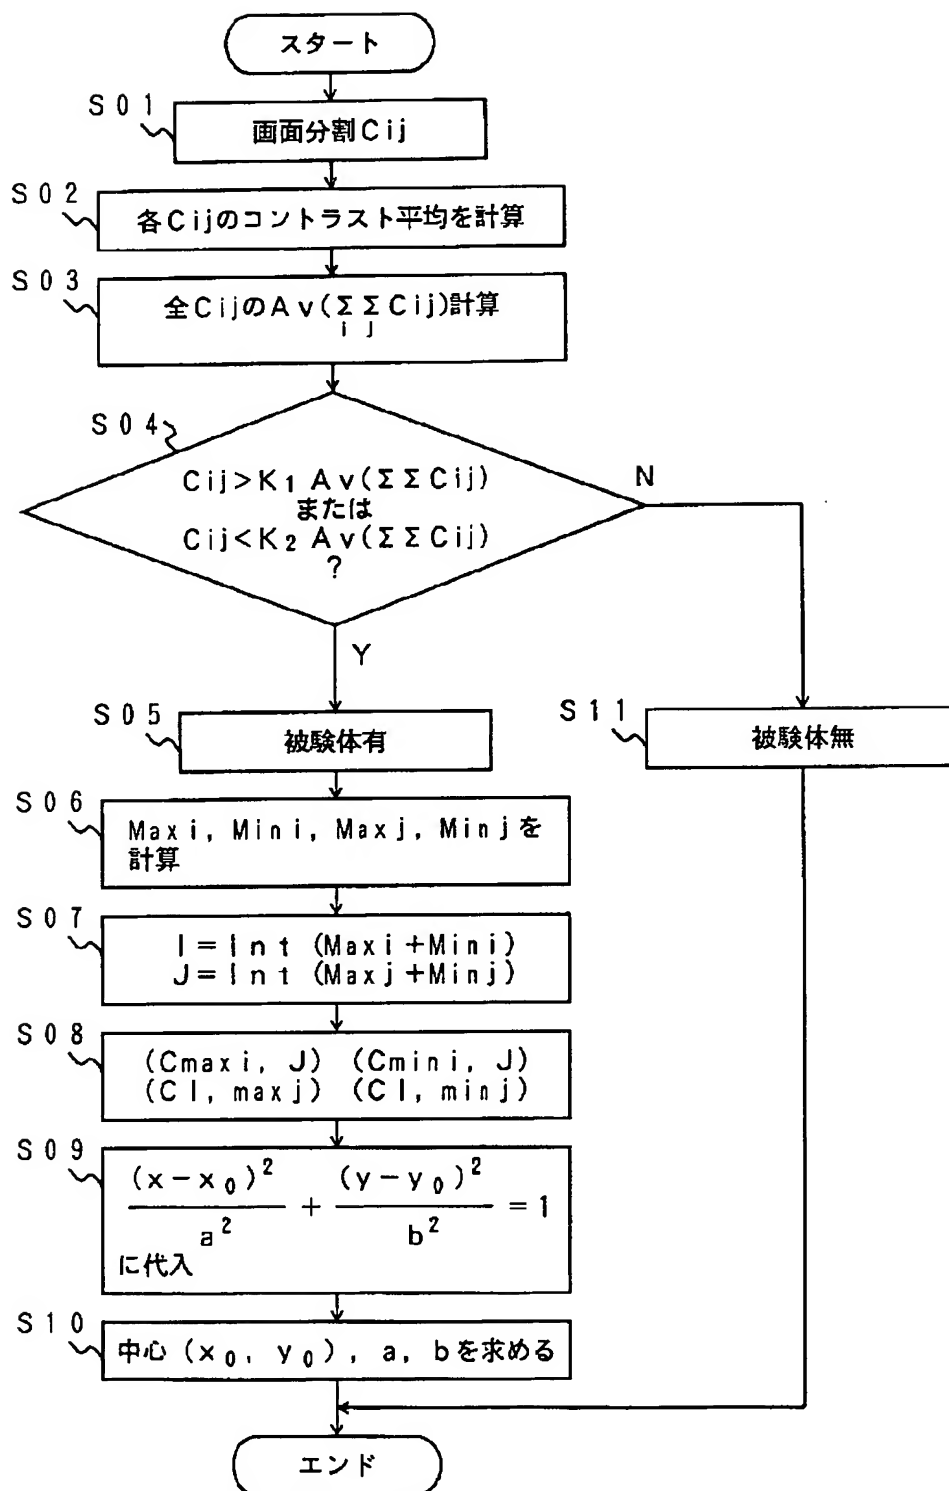 スタート
S01
画面分割Cij
S02
各Cijのコントラスト平均を計算
S03
全CijのAv(ΣΣCij)計算
i j
S04
Cij>K₁ Av(ΣΣCij)
または
Cij<K₂ Av(ΣΣCij)
?
N
Y
S05
被験体有
S11
被験体無
S06
Maxi, Mini, Maxj, Minjを
計算
S07
I=Int (Maxi+Mini)
J=Int (Maxj+Minj)
S08
(Cmaxi, J) (Cmini, J)
(CI, maxj) (CI, minj)
S09
(x-x₀)²/a² + (y-y₀)²/b² =1
に代入
S10
中心 (x₀, y₀), a, bを求める
エンド